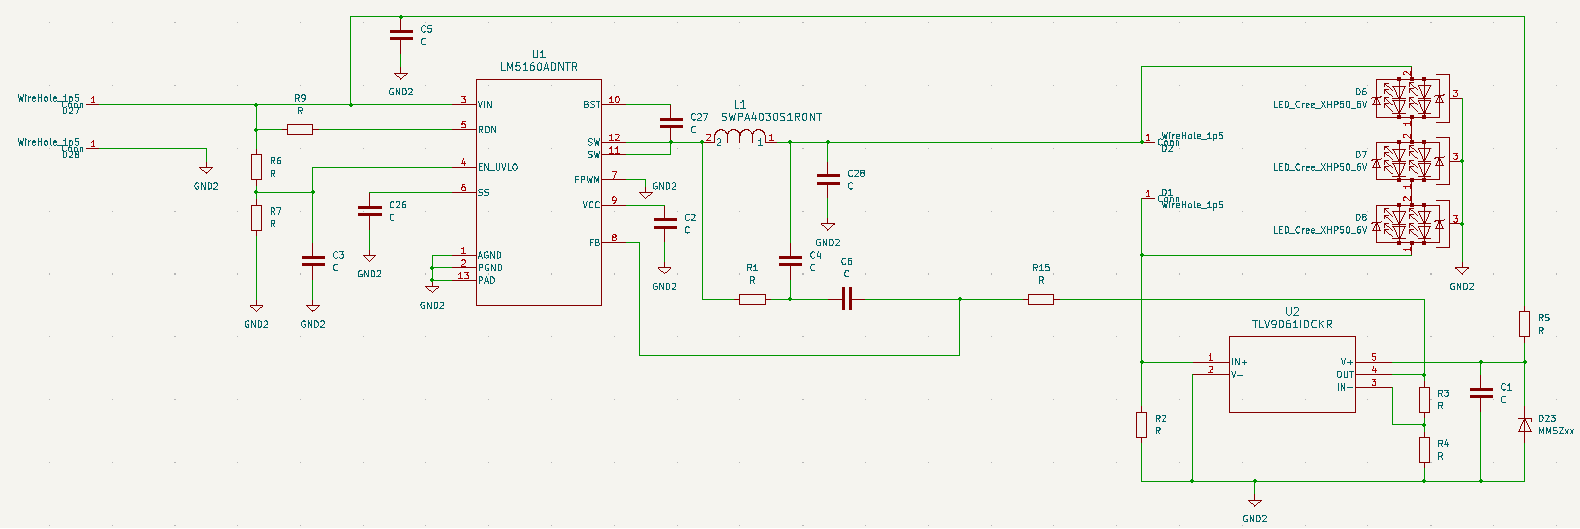 C5
C
GND2
U1
LM5160ADNTR
WireHole_1p5
Conn
D27
1
WireHole_1p5
Conn
D28
1
GND2
R9
R
R6
R
R7
R
GND2
C3
C
GND2
C26
C
GND2
3 VIN
5 RON
4 EN_UVLO
6 SS
1 AGND
2 PGND
13 PAD
GND2
BST 10
SW 12
SW 11
FPWM 7
VCC 9
FB 8
C27
C
GND2
C2
C
GND2
L1
SWPA4030S1R0NT
2 2 1 1
C28
C
GND2
C4
C
R1
R
C6
C
R15
R
1 WireHole_1p5
Conn
D2
1 D1
Conn
WireHole_1p5
D6
LED_Cree_XHP50_6V
2
3
1
D7
LED_Cree_XHP50_6V
2
3
1
D8
LED_Cree_XHP50_6V
2
3
1
GND2
U2
TLV9061IDCKR
1 IN+
2 V-
V+ 5
OUT 4
IN- 3
R2
R
R3
R
R4
R
C1
C
R5
R
D23
MM5Zxx
GND2